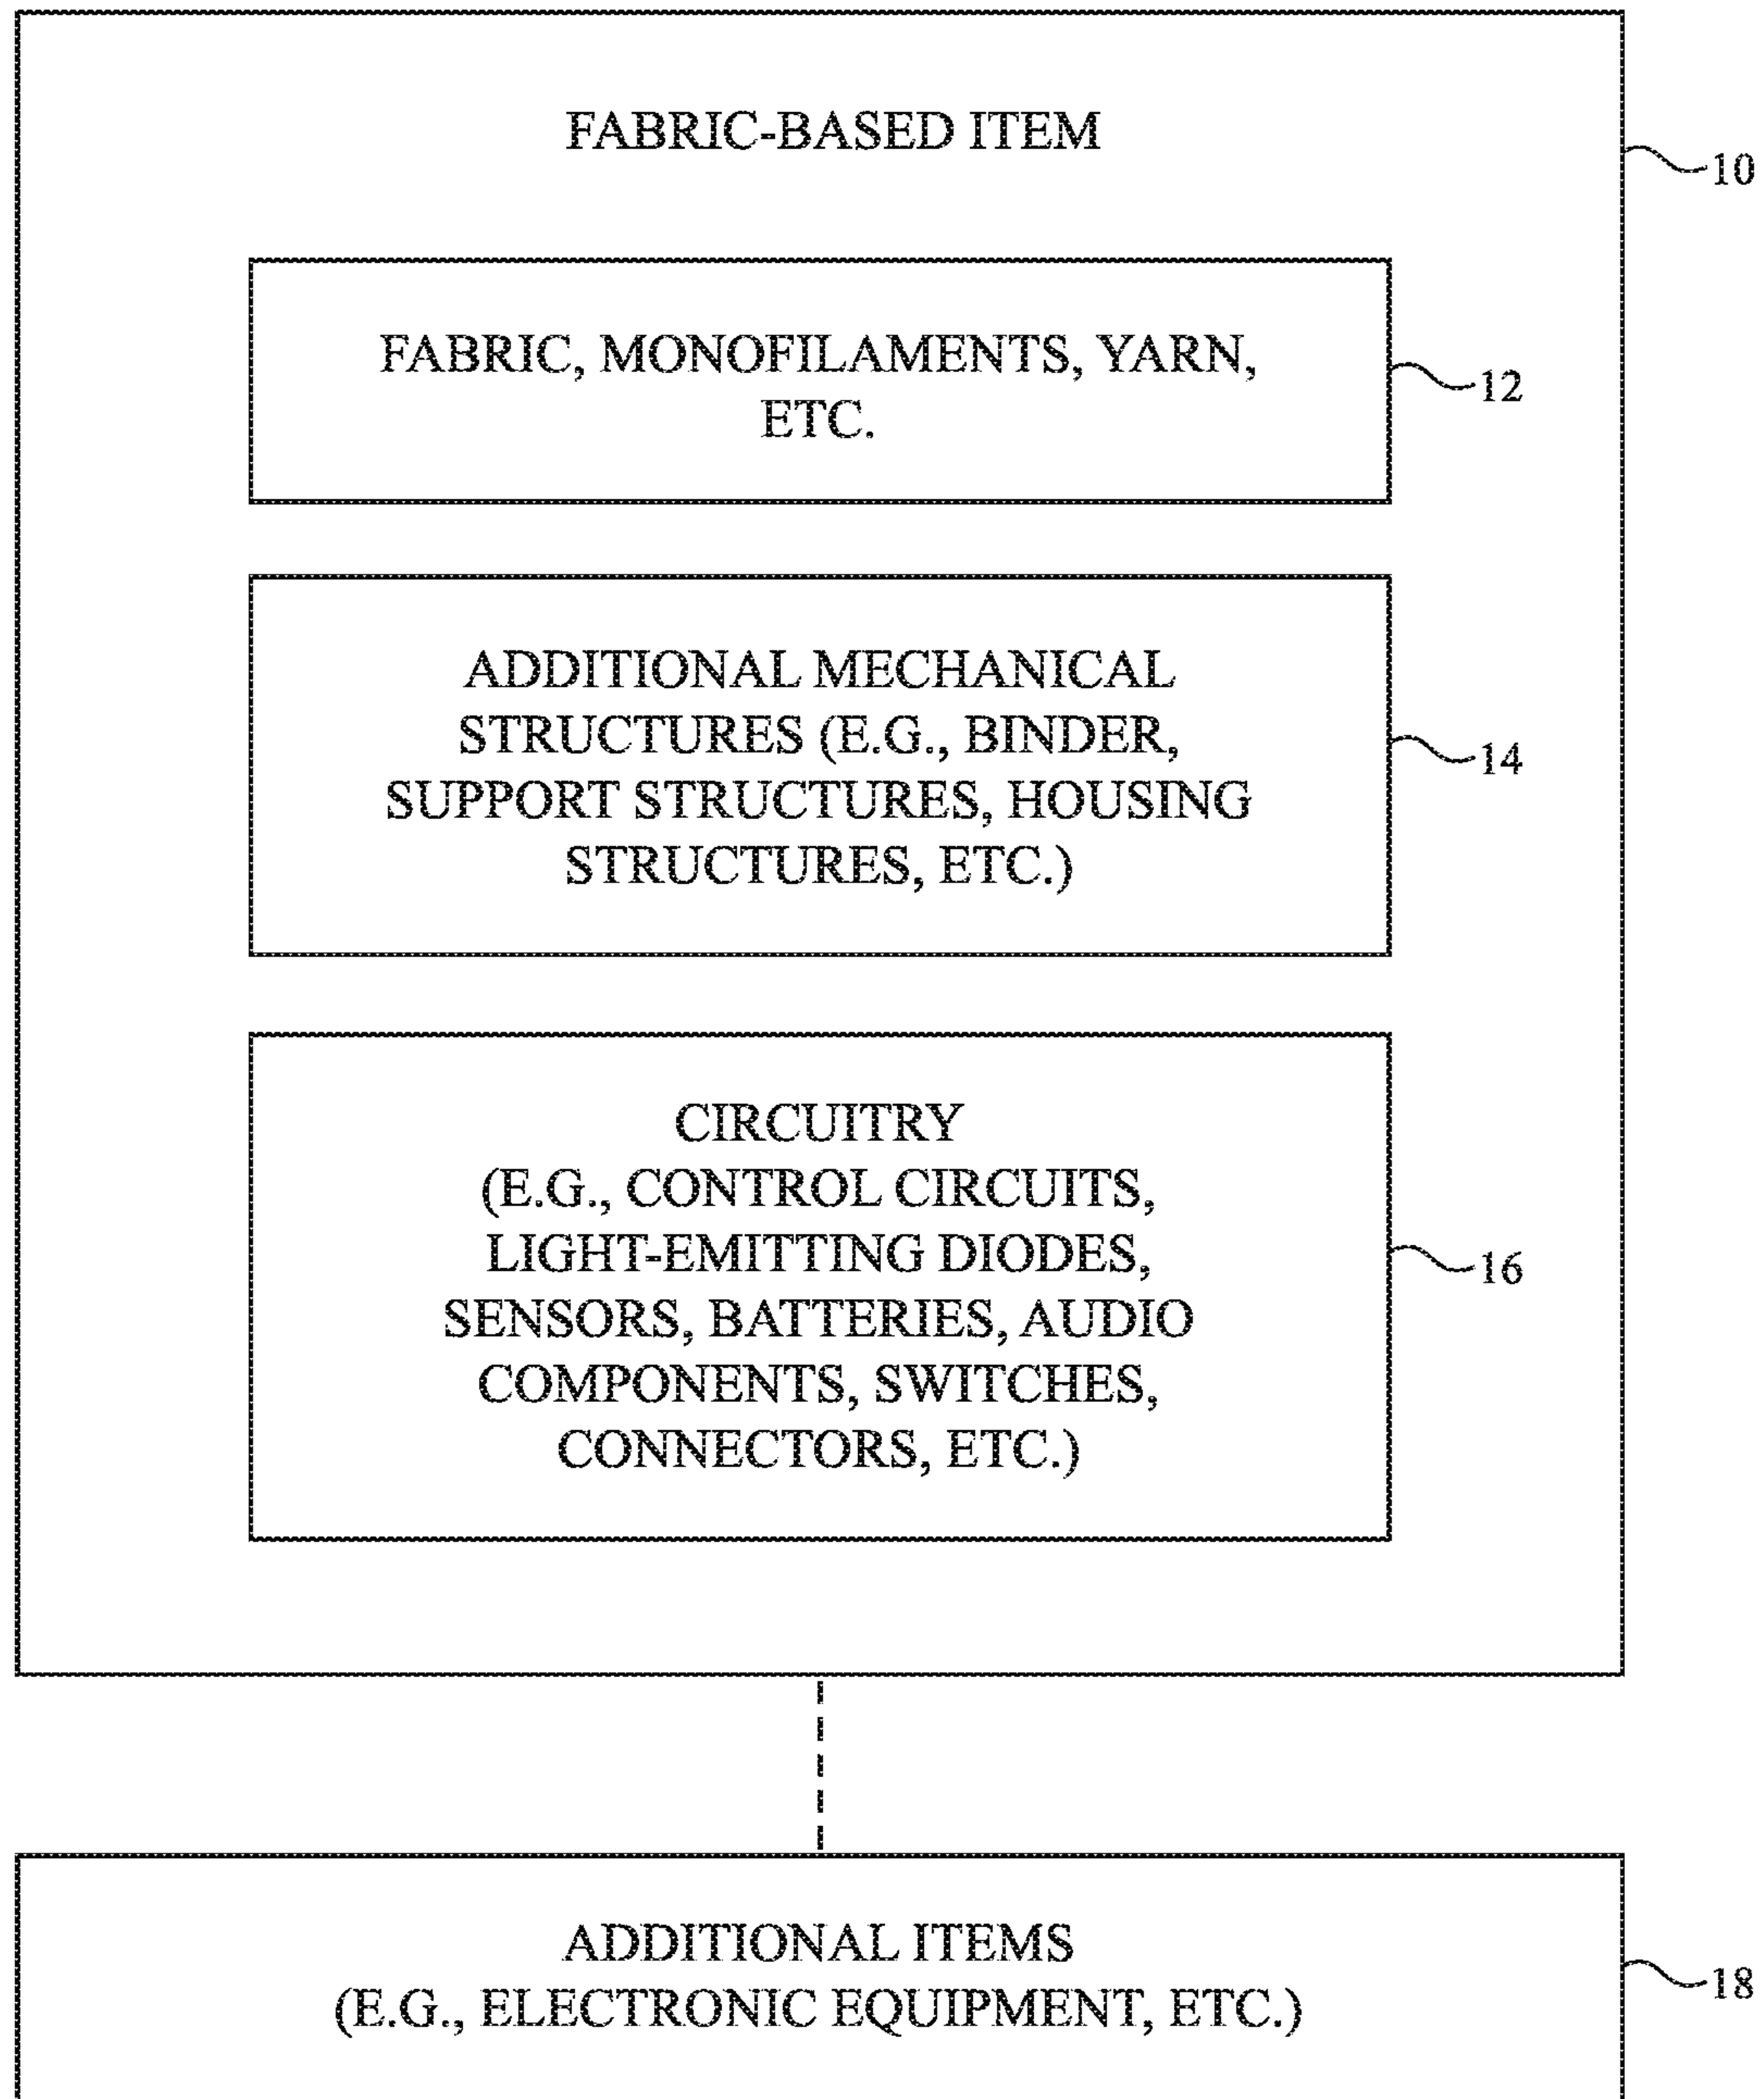 FABRIC-BASED ITEM
10
FABRIC, MONOFILAMENTS, YARN,
ETC.
12
ADDITIONAL MECHANICAL
STRUCTURES (E.G., BINDER,
SUPPORT STRUCTURES, HOUSING
STRUCTURES, ETC.)
14
CIRCUITRY
(E.G., CONTROL CIRCUITS,
LIGHT-EMITTING DIODES,
SENSORS, BATTERIES, AUDIO
COMPONENTS, SWITCHES,
CONNECTORS, ETC.)
16
ADDITIONAL ITEMS
(E.G., ELECTRONIC EQUIPMENT, ETC.)
18